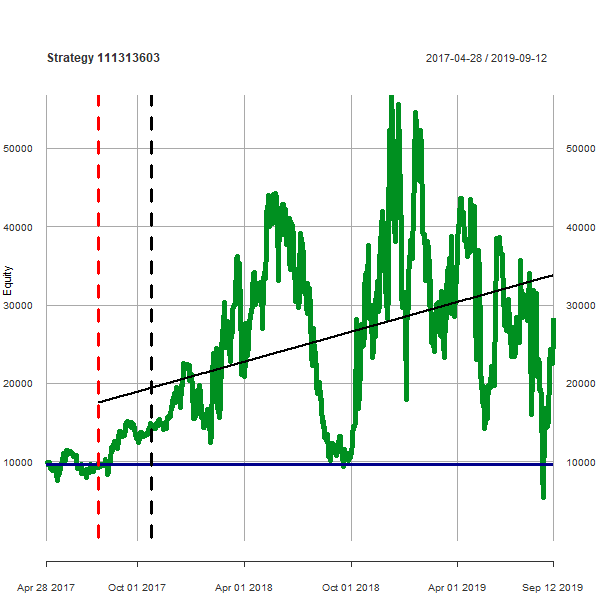 Strategy 111313603
2017-04-28 / 2019-09-12
50000
50000
40000
40000
Equity
30000
30000
20000
20000
10000
10000
Apr 28 2017
Oct 01 2017
Apr 01 2018
Oct 01 2018
Apr 01 2019
Sep 12 2019